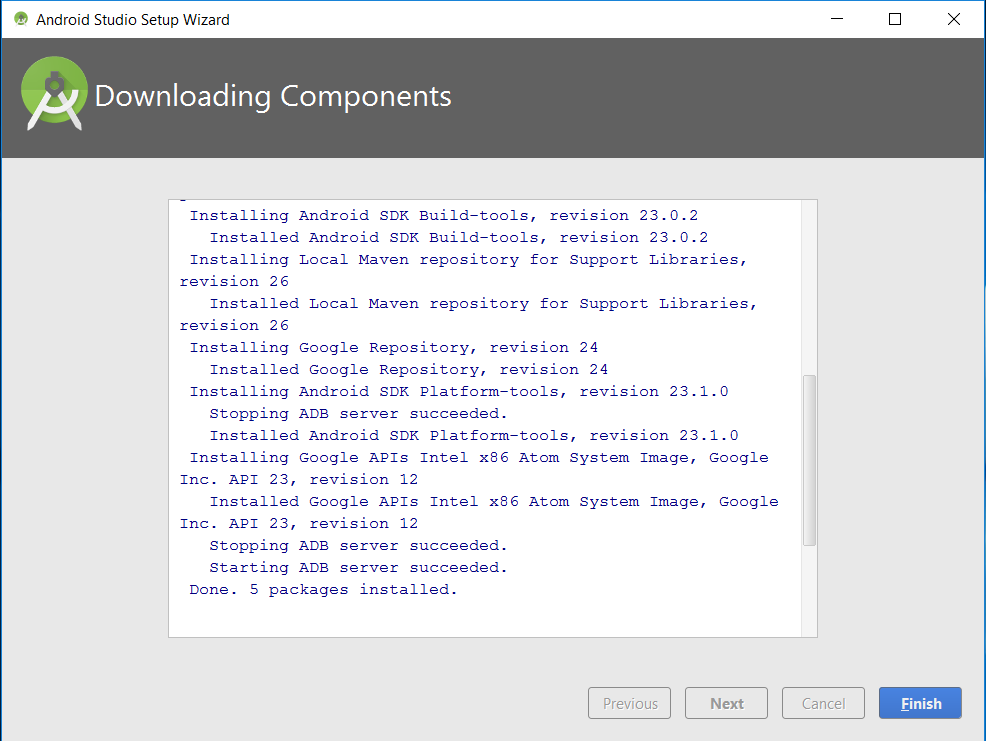 Android Studio Setup Wizard
Downloading Components
Installing Android SDK Build-tools, revision 23.0.2
Installed Android SDK Build-tools, revision 23.0.2
Installing Local Maven repository for Support Libraries,
revision 26
Installed Local Maven repository for Support Libraries,
revision 26
Installing Google Repository, revision 24
Installed Google Repository, revision 24
Installing Android SDK Platform-tools, revision 23.1.0
Stopping ADB server succeeded.
Installed Android SDK Platform-tools, revision 23.1.0
Installing Google APIs Intel x86 Atom System Image, Google
Inc. API 23, revision 12
Installed Google APIs Intel x86 Atom System Image, Google
Inc. API 23, revision 12
Stopping ADB server succeeded.
Starting ADB server succeeded.
Done. 5 packages installed.
Previous Next Cancel Finish